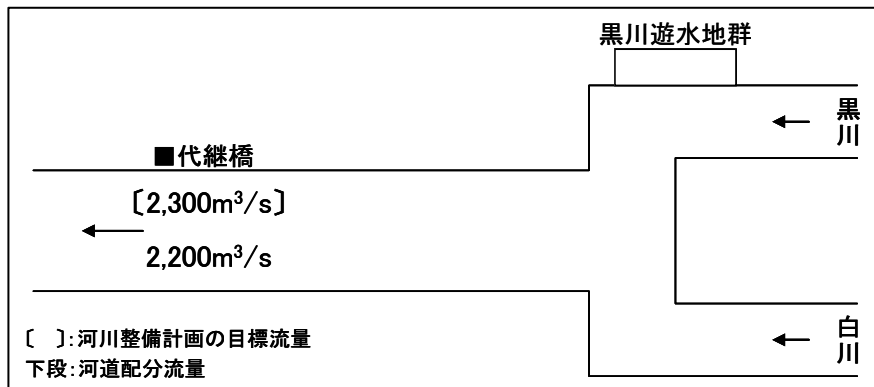 黒川遊水地群
黒川
■代継橋
〔2,300m³/s〕
2,200m³/s
〔　〕：河川整備計画の目標流量
下段：河道配分流量
白川